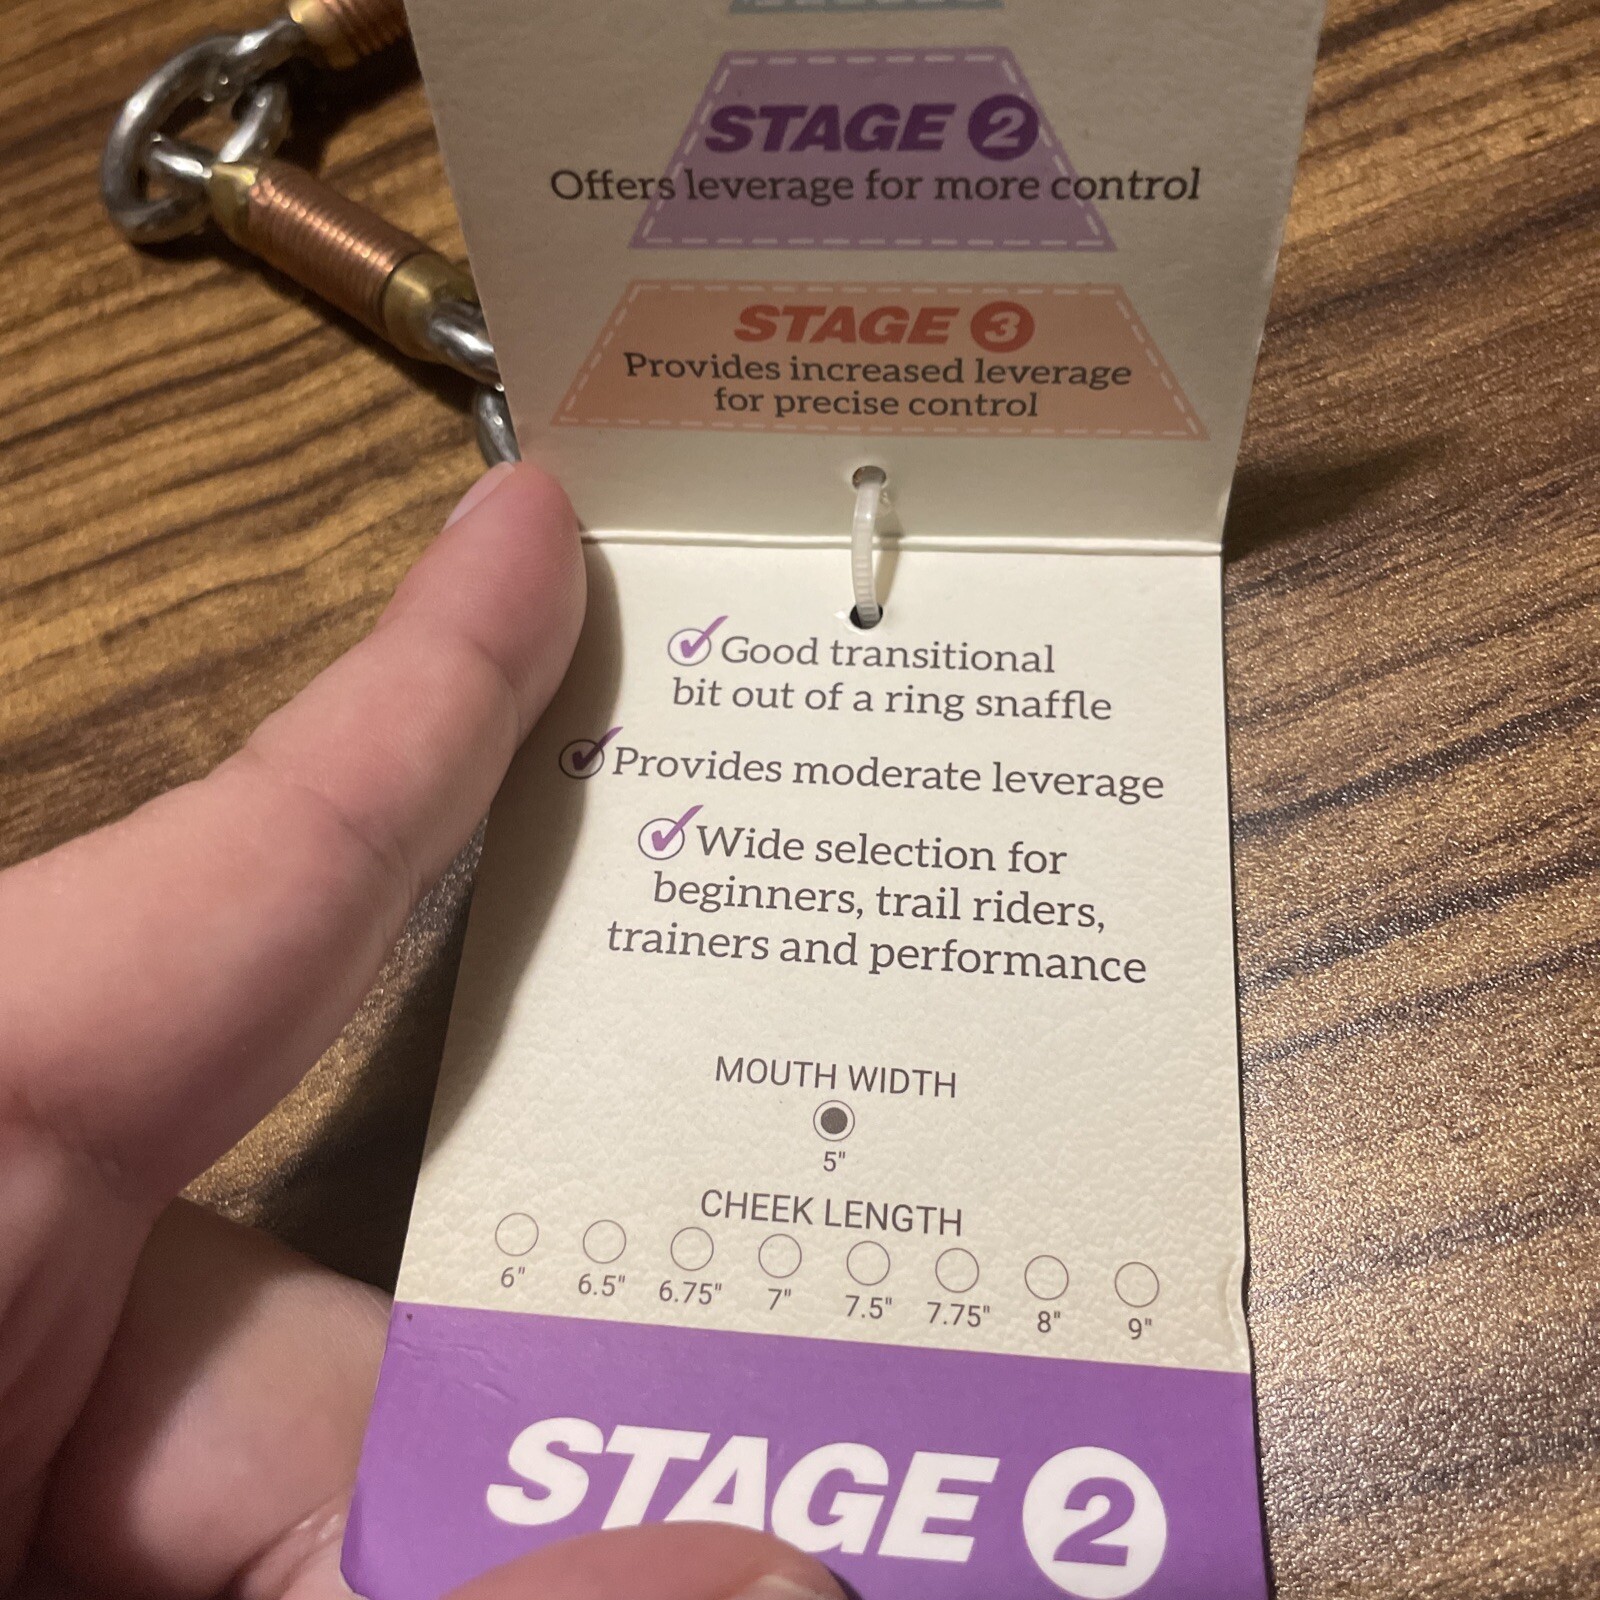 STAGE 2
Offers leverage for more control
STAGE 3
Provides increased leverage
for precise control
Good transitional
bit out of a ring snaffle
Provides moderate leverage
Wide selection for
beginners, trail riders,
trainers and performance
MOUTH WIDTH
5"
CHEEK LENGTH
6" 6.5" 6.75" 7" 7.5" 7.75" 8" 9"
STAGE 2